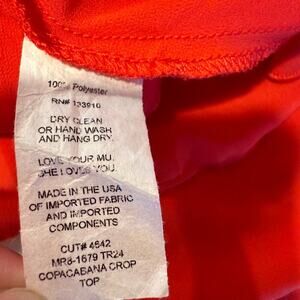 100% Polyester
RN# 133910
DRY CLEAN
OR HAND WASH
AND HANG DRY.
LOVE YOUR MU,
SHE LOVES YOU.
MADE IN THE USA
OF IMPORTED FABRIC
AND IMPORTED
COMPONENTS
CUT# 4642
MR8-1679 TR24
COPACABANA CROP
TOP